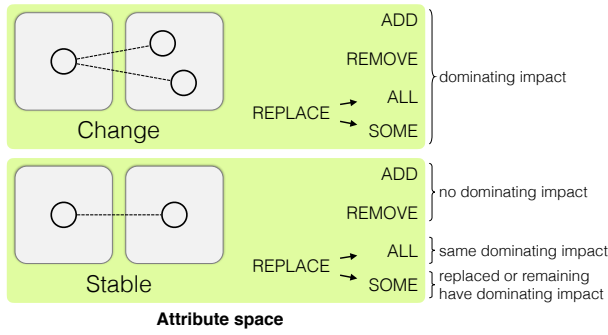 ADD
REMOVE
REPLACE
ALL
SOME
dominating impact
Change
ADD
REMOVE
no dominating impact
REPLACE
ALL
same dominating impact
SOME
replaced or remaining
have dominating impact
Stable
Attribute space